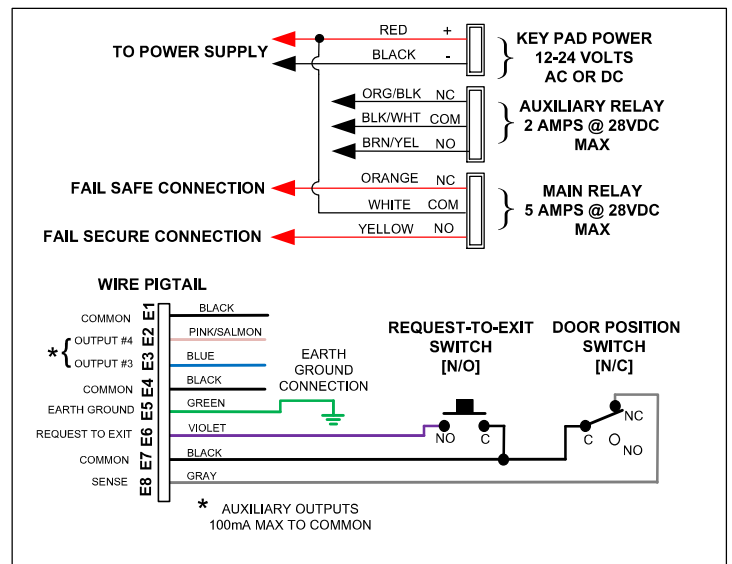 TO POWER SUPPLY
RED +
BLACK -
KEY PAD POWER
12-24 VOLTS
AC OR DC
ORG/BLK NC
BLK/WHT COM
BRN/YEL NO
AUXILIARY RELAY
2 AMPS @ 28VDC
MAX
FAIL SAFE CONNECTION
ORANGE NC
WHITE COM
FAIL SECURE CONNECTION
YELLOW NO
MAIN RELAY
5 AMPS @ 28VDC
MAX
WIRE PIGTAIL
COMMON E1 BLACK
* OUTPUT #4 E2 PINK/SALMON
OUTPUT #3 E3 BLUE
COMMON E4 BLACK
EARTH GROUND E5 GREEN
REQUEST TO EXIT E6 VIOLET
COMMON E7 BLACK
SENSE E8 GRAY
EARTH
GROUND
CONNECTION
REQUEST-TO-EXIT
SWITCH
[N/O]
NO C
DOOR POSITION
SWITCH
[N/C]
NC
C NO
* AUXILIARY OUTPUTS
100mA MAX TO COMMON